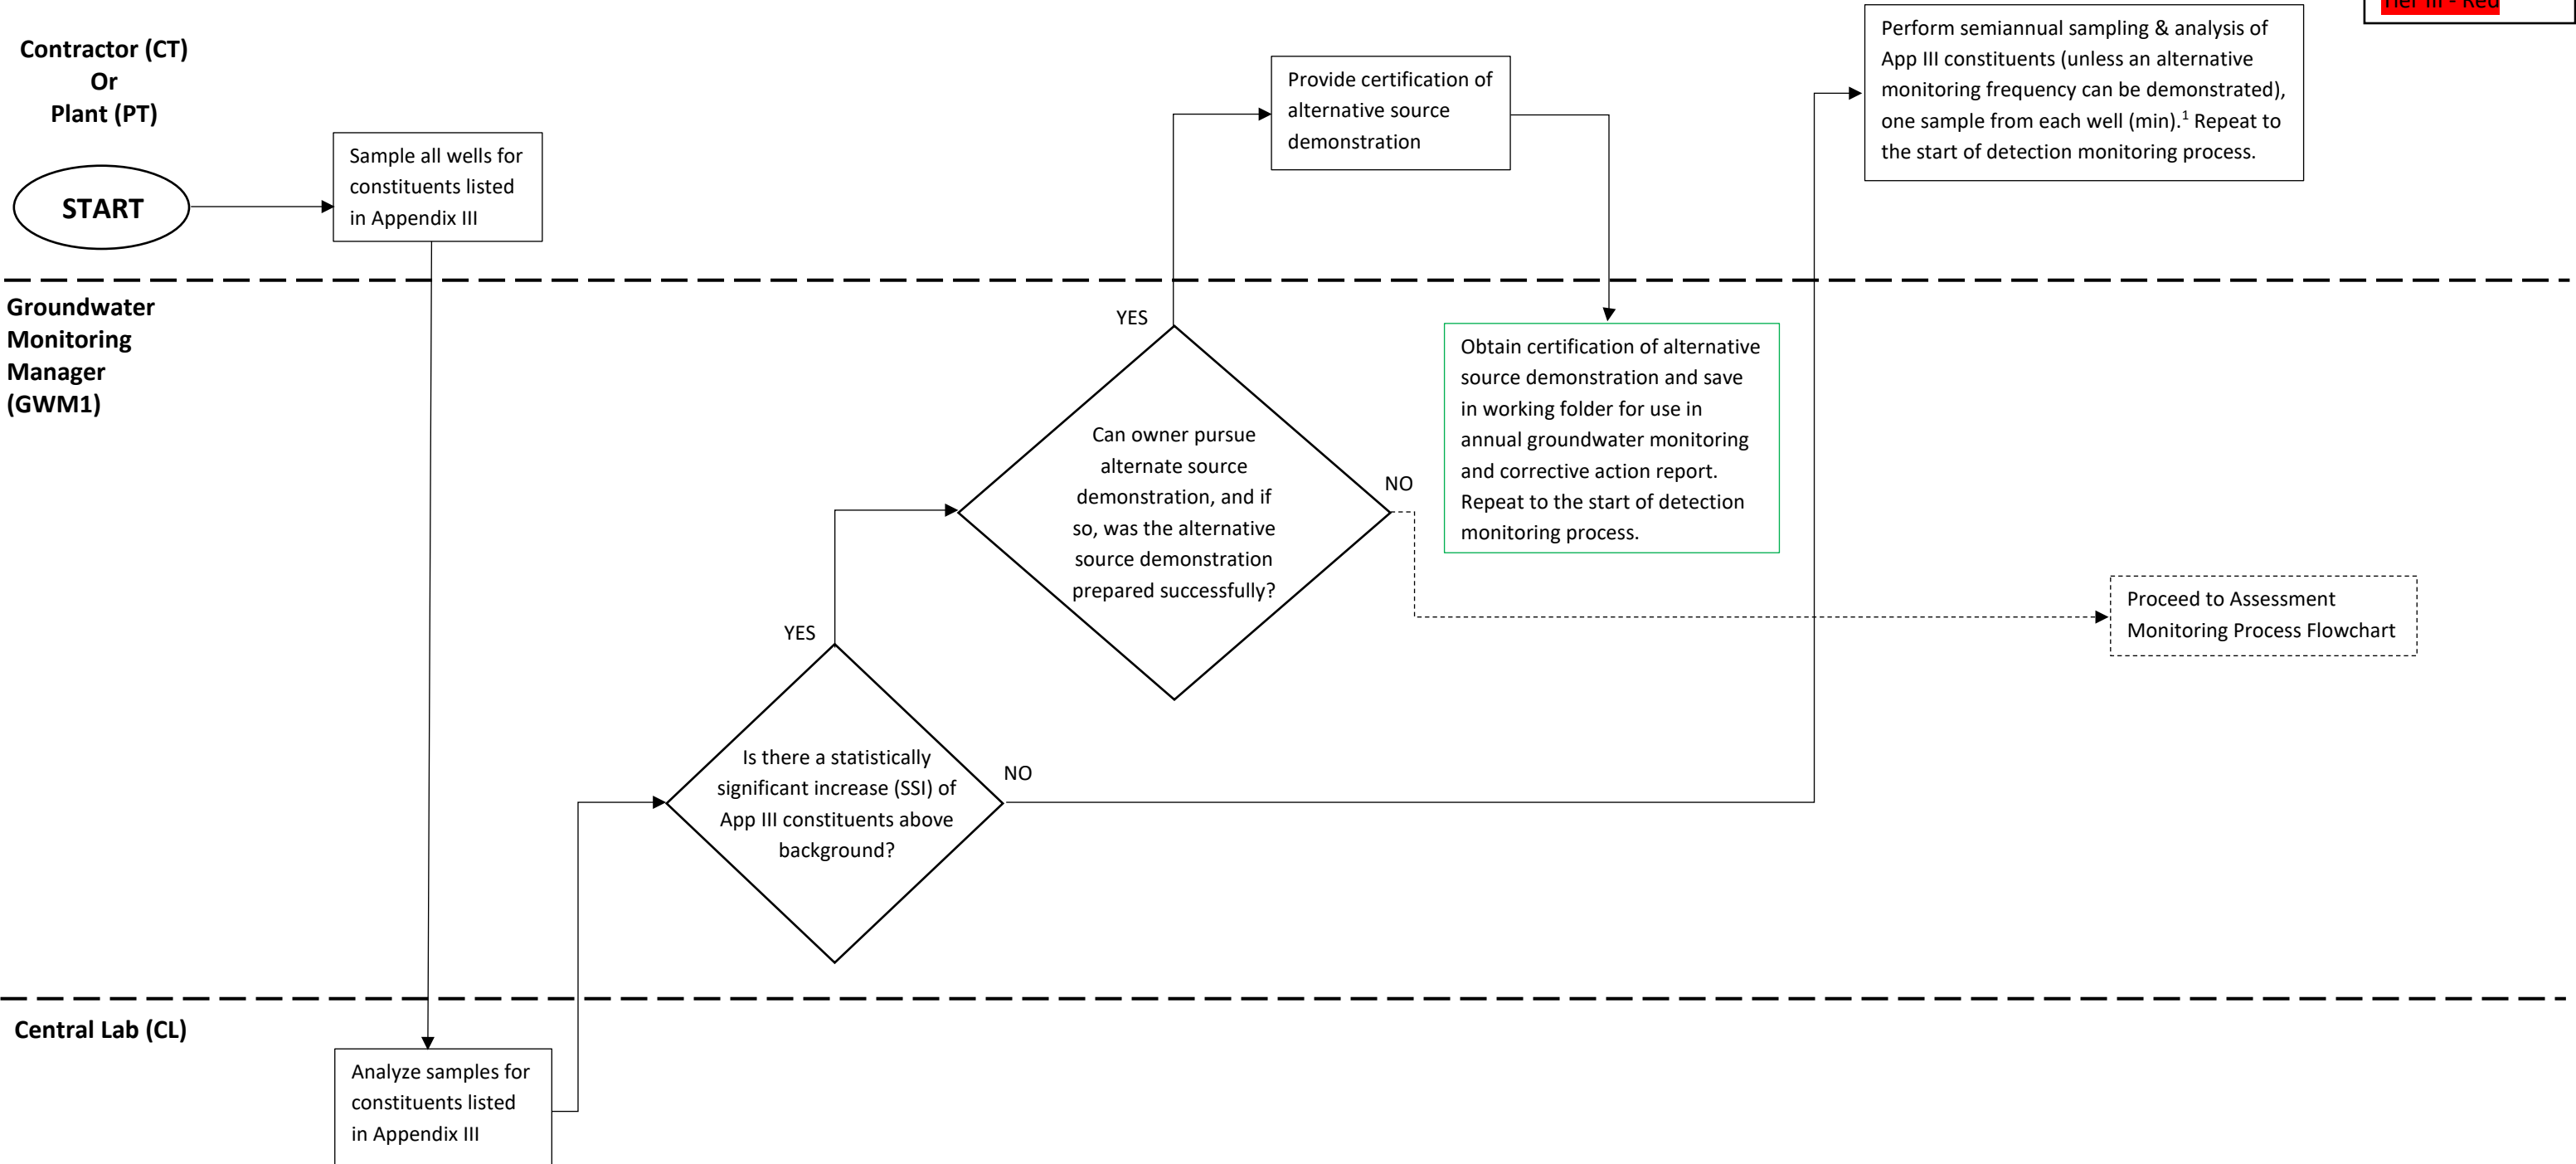 Tier III - Red
Contractor (CT)
Or
Plant (PT)
START
Sample all wells for
constituents listed
in Appendix III
Provide certification of
alternative source
demonstration
Perform semiannual sampling & analysis of
App III constituents (unless an alternative
monitoring frequency can be demonstrated),
one sample from each well (min).1 Repeat to
the start of detection monitoring process.
Groundwater
Monitoring
Manager
(GWM1)
YES
Can owner pursue
alternate source
demonstration, and if
so, was the alternative
source demonstration
prepared successfully?
NO
Obtain certification of alternative
source demonstration and save
in working folder for use in
annual groundwater monitoring
and corrective action report.
Repeat to the start of detection
monitoring process.
Proceed to Assessment
Monitoring Process Flowchart
YES
Is there a statistically
significant increase (SSI) of
App III constituents above
background?
NO
Central Lab (CL)
Analyze samples for
constituents listed
in Appendix III